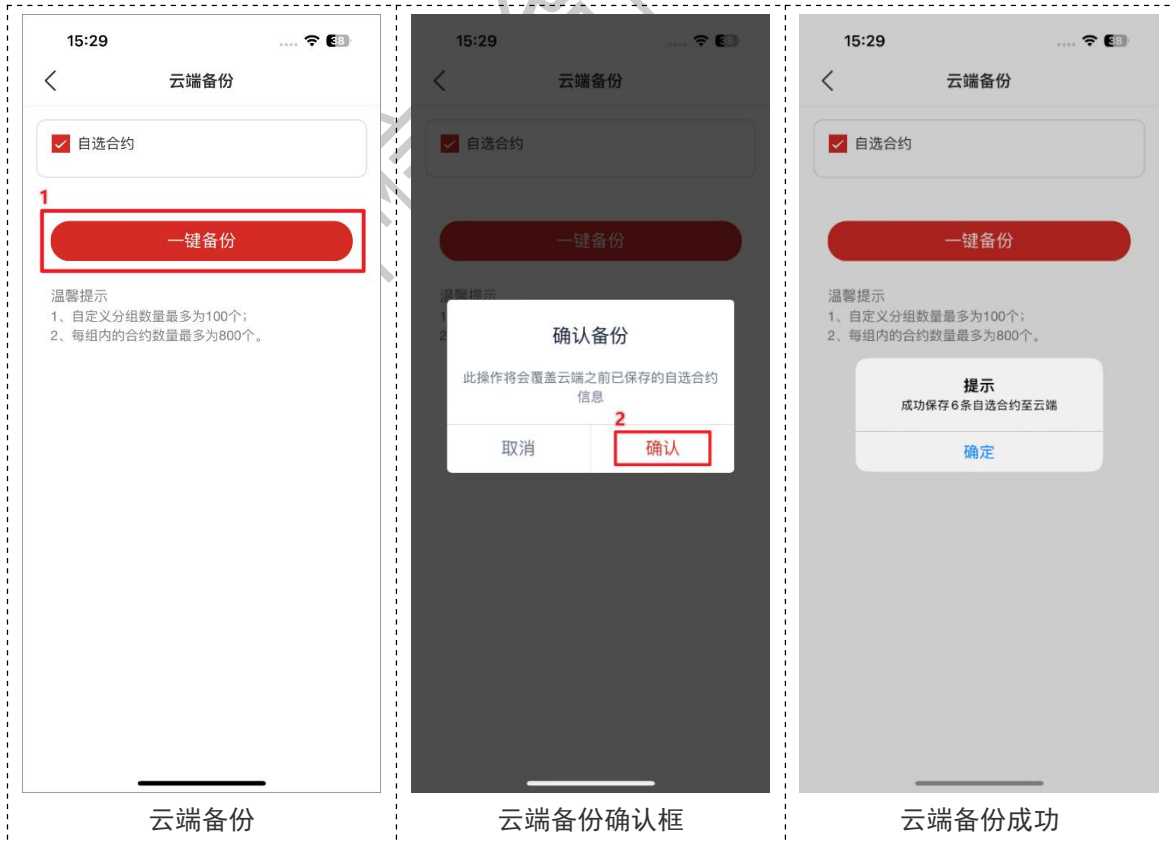 15:29
38
云端备份
自选合约
1
一键备份
温馨提示
1、自定义分组数量最多为100个；
2、每组内的合约数量最多为800个。
云端备份
15:29
38
云端备份
自选合约
一键备份
温馨提示
1
2
确认备份
此操作将会覆盖云端之前已保存的自选合约
信息
2
取消
确认
云端备份确认框
15:29
38
云端备份
自选合约
一键备份
温馨提示
1、自定义分组数量最多为100个；
2、每组内的合约数量最多为800个。
提示
成功保存6条自选合约至云端
确定
云端备份成功